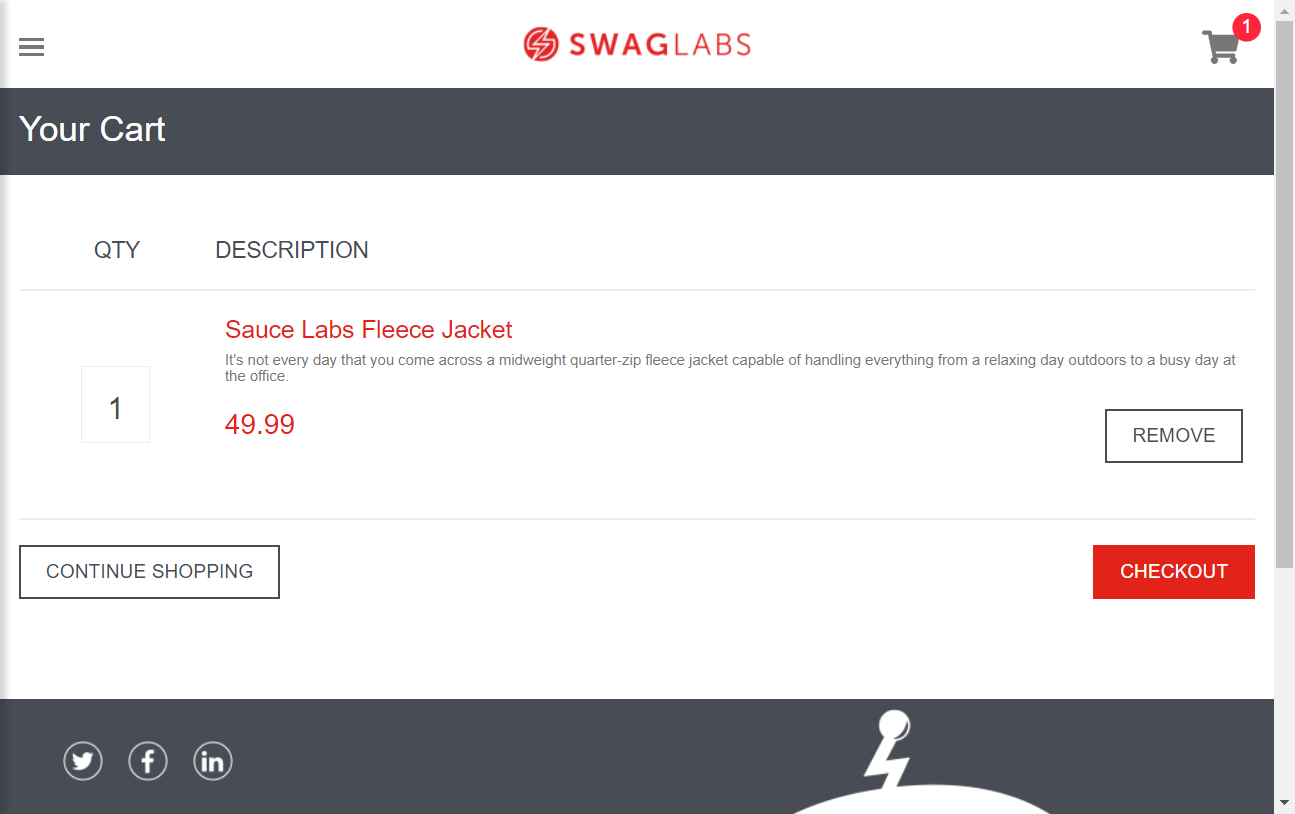 SWAGLABS
1
Your Cart
QTY
DESCRIPTION
Sauce Labs Fleece Jacket
It's not every day that you come across a midweight quarter-zip fleece jacket capable of handling everything from a relaxing day outdoors to a busy day at
the office.
1
49.99
REMOVE
CONTINUE SHOPPING
CHECKOUT